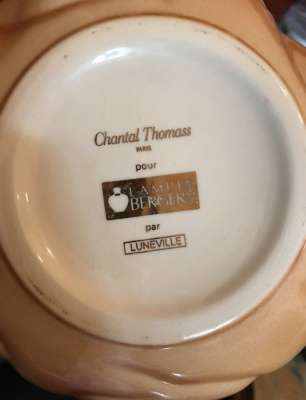 Chantal Thomass
PARIS
pour
LAMPE
BERGER
par
LUNEVILLE